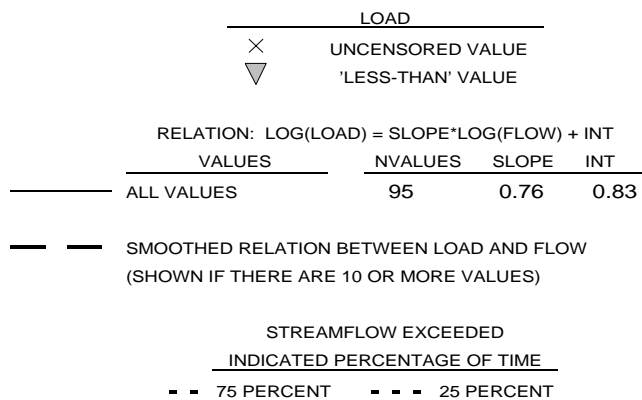 LOAD
UNCENSORED VALUE
'LESS-THAN' VALUE
RELATION: LOG(LOAD) = SLOPE*LOG(FLOW) + INT
VALUES NVALUES SLOPE INT
ALL VALUES 95 0.76 0.83
SMOOTHED RELATION BETWEEN LOAD AND FLOW
(SHOWN IF THERE ARE 10 OR MORE VALUES)
STREAMFLOW EXCEEDED
INDICATED PERCENTAGE OF TIME
75 PERCENT 25 PERCENT